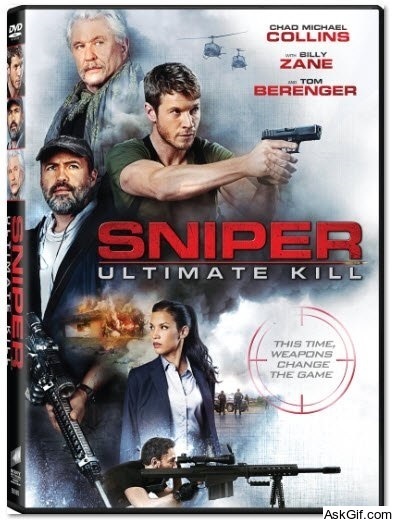 CHAD MICHAEL
COLLINS
WITH BILLY
ZANE
AND TOM
BERENGER
SNIPER
ULTIMATE KILL
THIS TIME,
WEAPONS
CHANGE
THE GAME
DVD
SNIPER
ULTIMATE KILL
AskGif.com